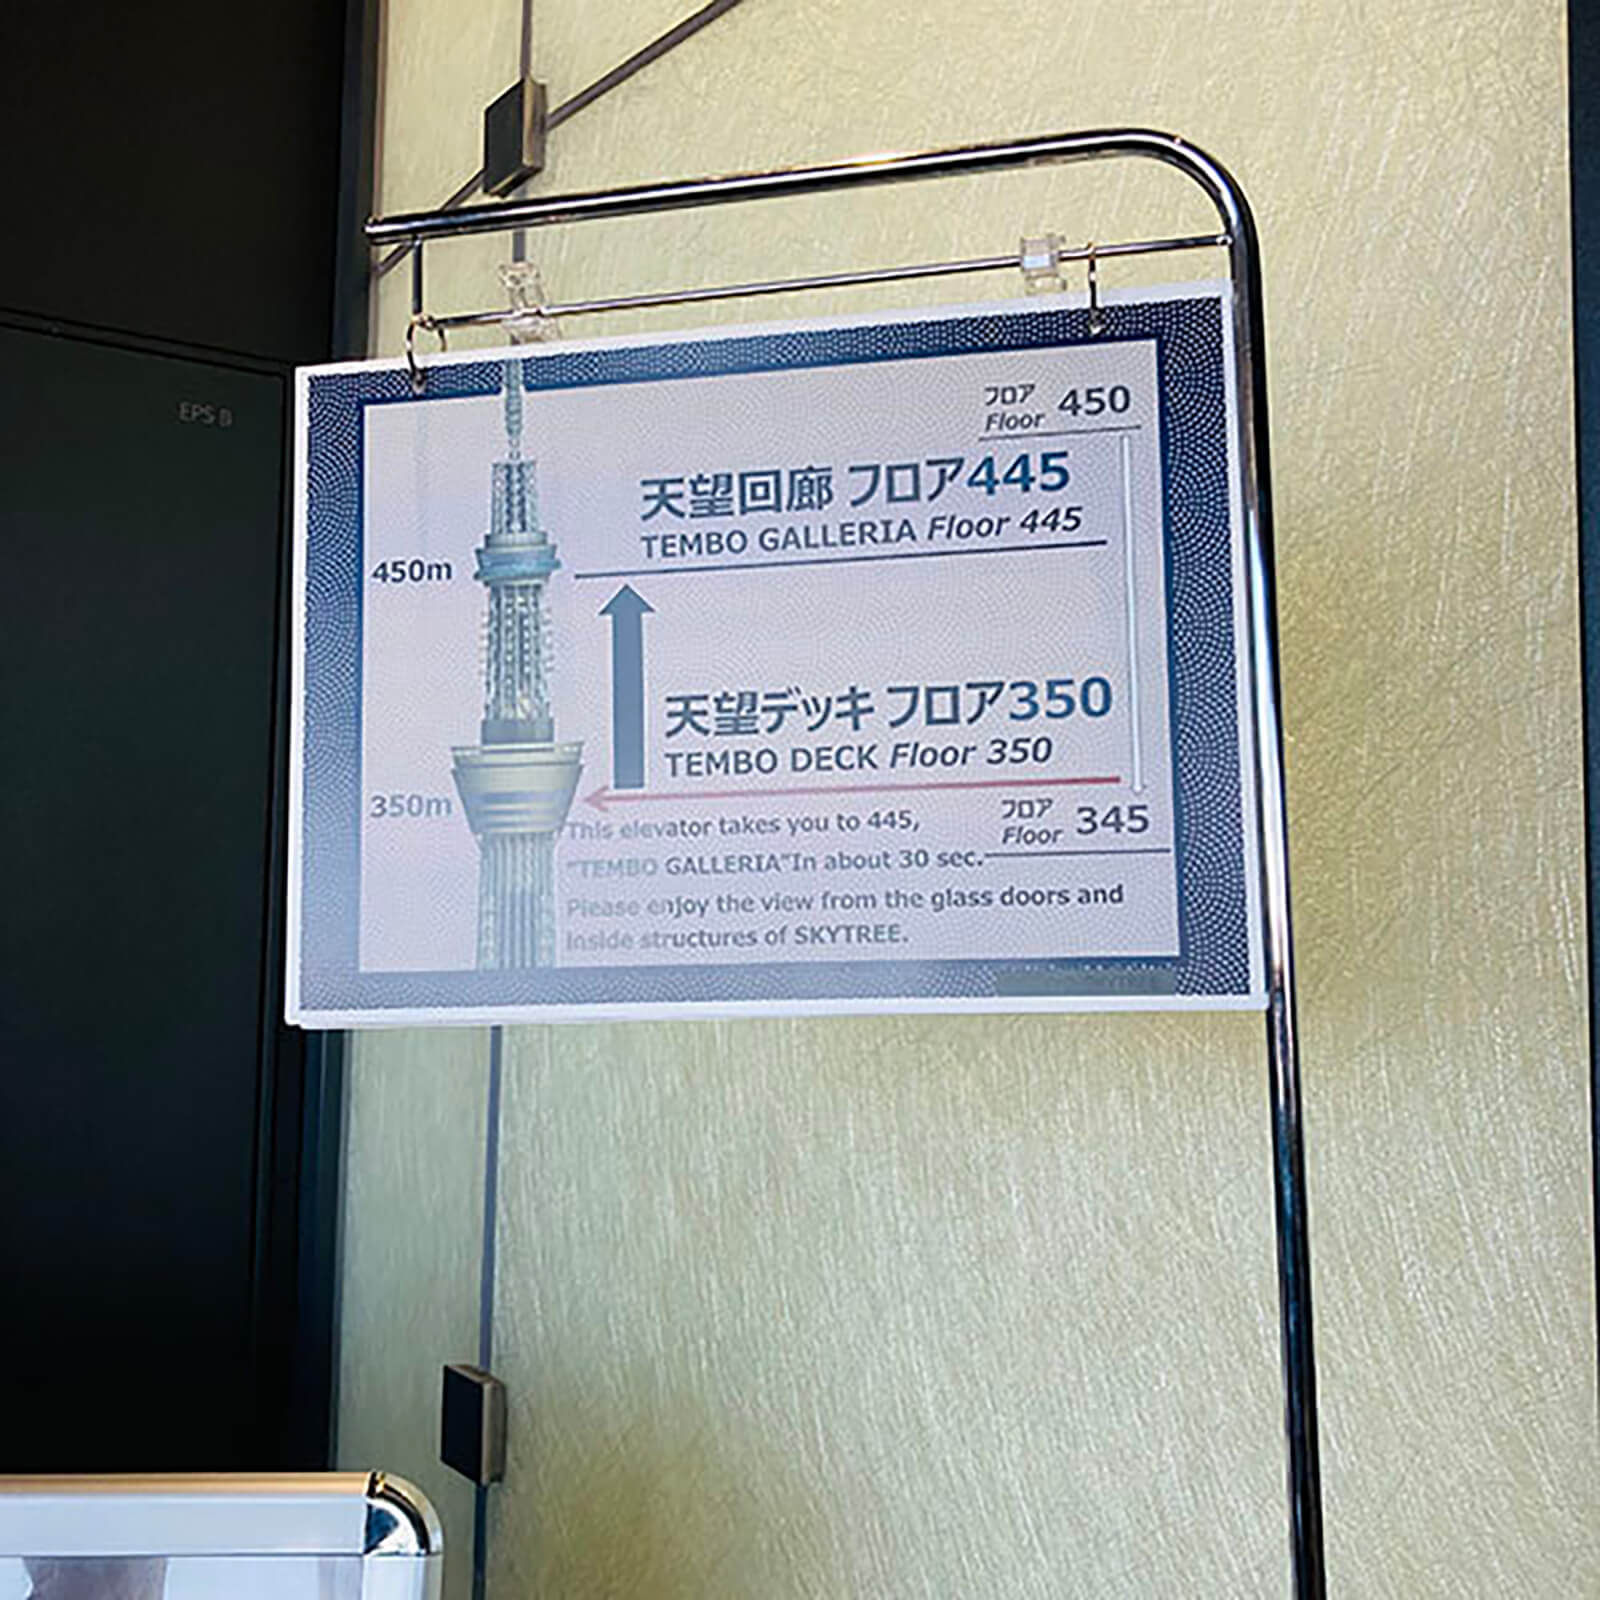 EPS B
フロア
Floor 450
天望回廊 フロア445
TEMBO GALLERIA Floor 445
450m
天望デッキ フロア350
TEMBO DECK Floor 350
350m
フロア
Floor 345
This elevator takes you to 445,
"TEMBO GALLERIA"In about 30 sec.
Please enjoy the view from the glass doors and
inside structures of SKYTREE.